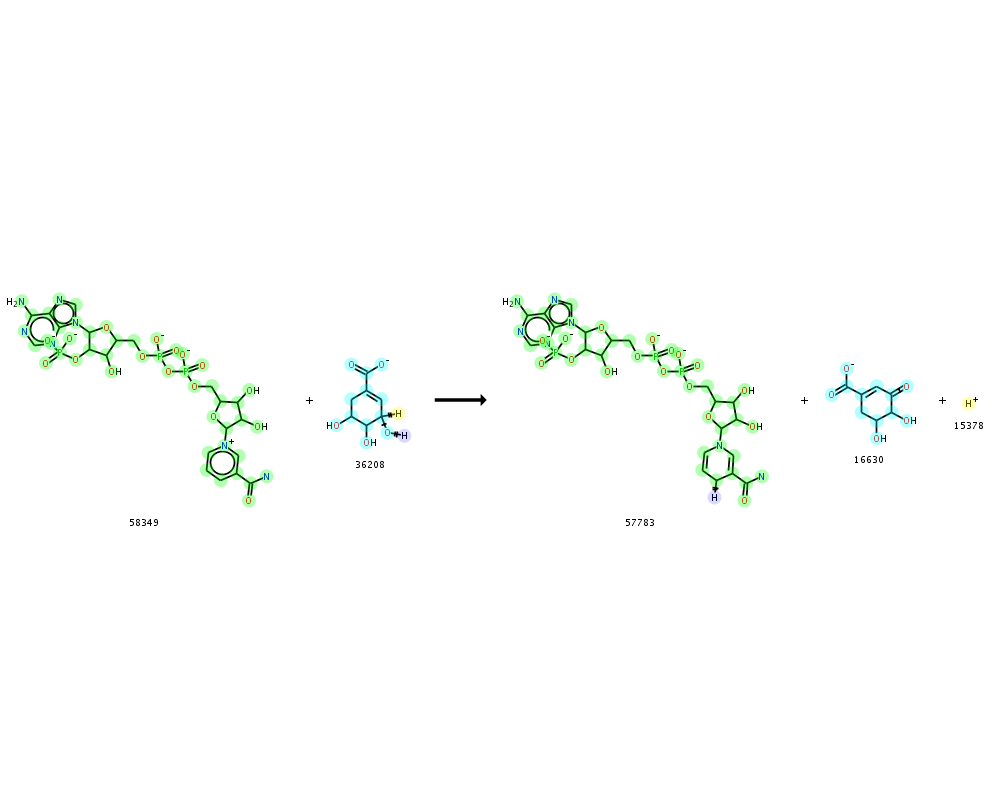 H2N N N N N O O- O- P O O- O O OH O P O- O O P O- O O O OH OH N+ N O
58349
+
O O- HO OH O H H
36208
H2N N N N N O O- O- P O O- O O OH O P O- O O P O- O O O OH OH N N O H
57783
+
O- O O OH OH
16630
+
H+
15378